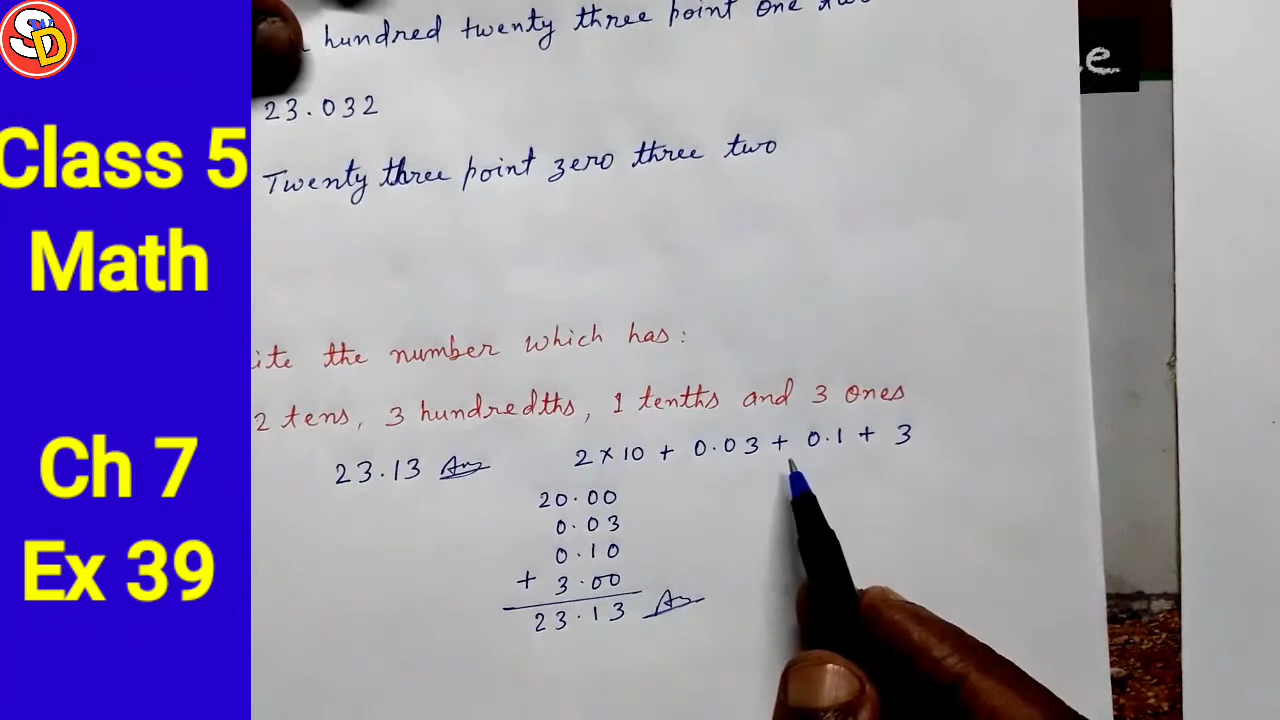 SD
Class 5
Math
Ch 7
Ex 39
hundred twenty three point one
23.032
Twenty three point zero three two
ite the number which has:
2 tens, 3 hundredths, 1 tenths and 3 ones
23.13 Ans
2 × 10 + 0.03 + 0.1 + 3
20.00
0.03
0.10
+ 3.00
23.13 Ans
e